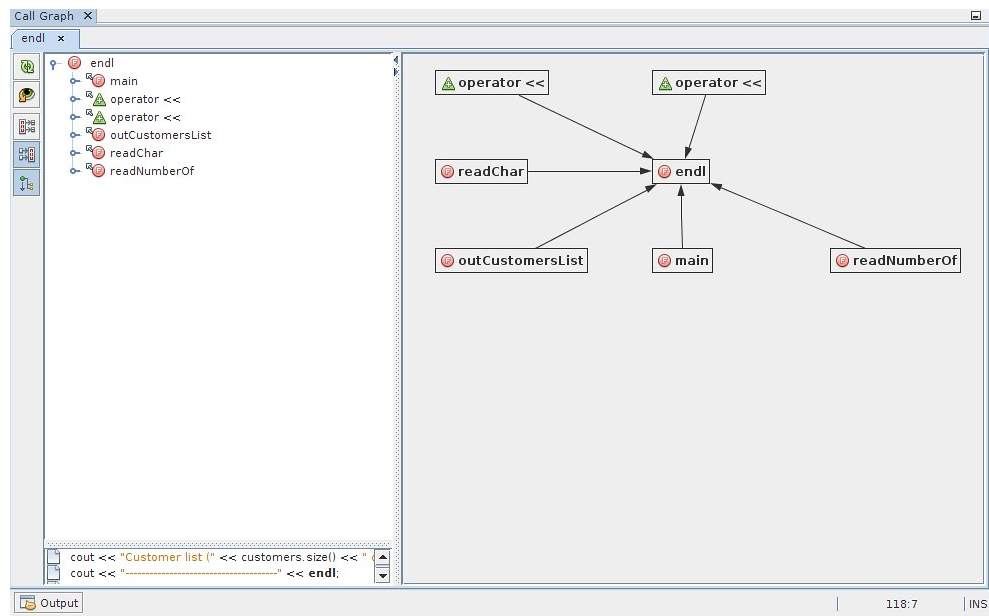 Call Graph
endl
endl
main
operator <<
operator <<
outCustomersList
readChar
readNumberOf
operator << operator <<
readChar endl
outCustomersList main readNumberOf
cout << "Customer list (" << customers.size() << "
cout << "--------------------------------------" << endl;
Output 118:7 INS